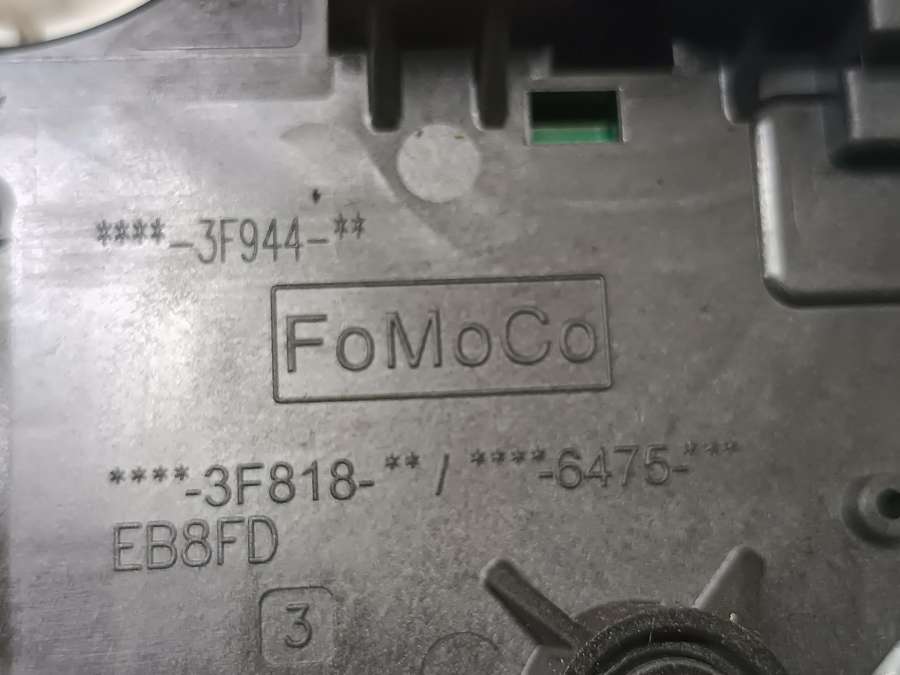 ****-3F944-**
FoMoCo
****-3F818-** / ****-6475-***
EB8FD
3